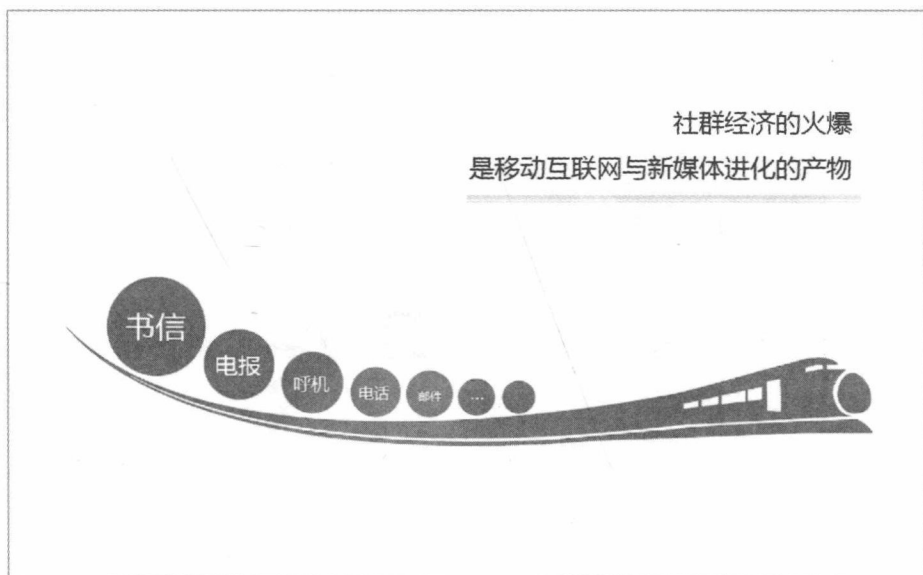 社群经济的火爆
是移动互联网与新媒体进化的产物
书信
电报
呼机
电话
邮件
...